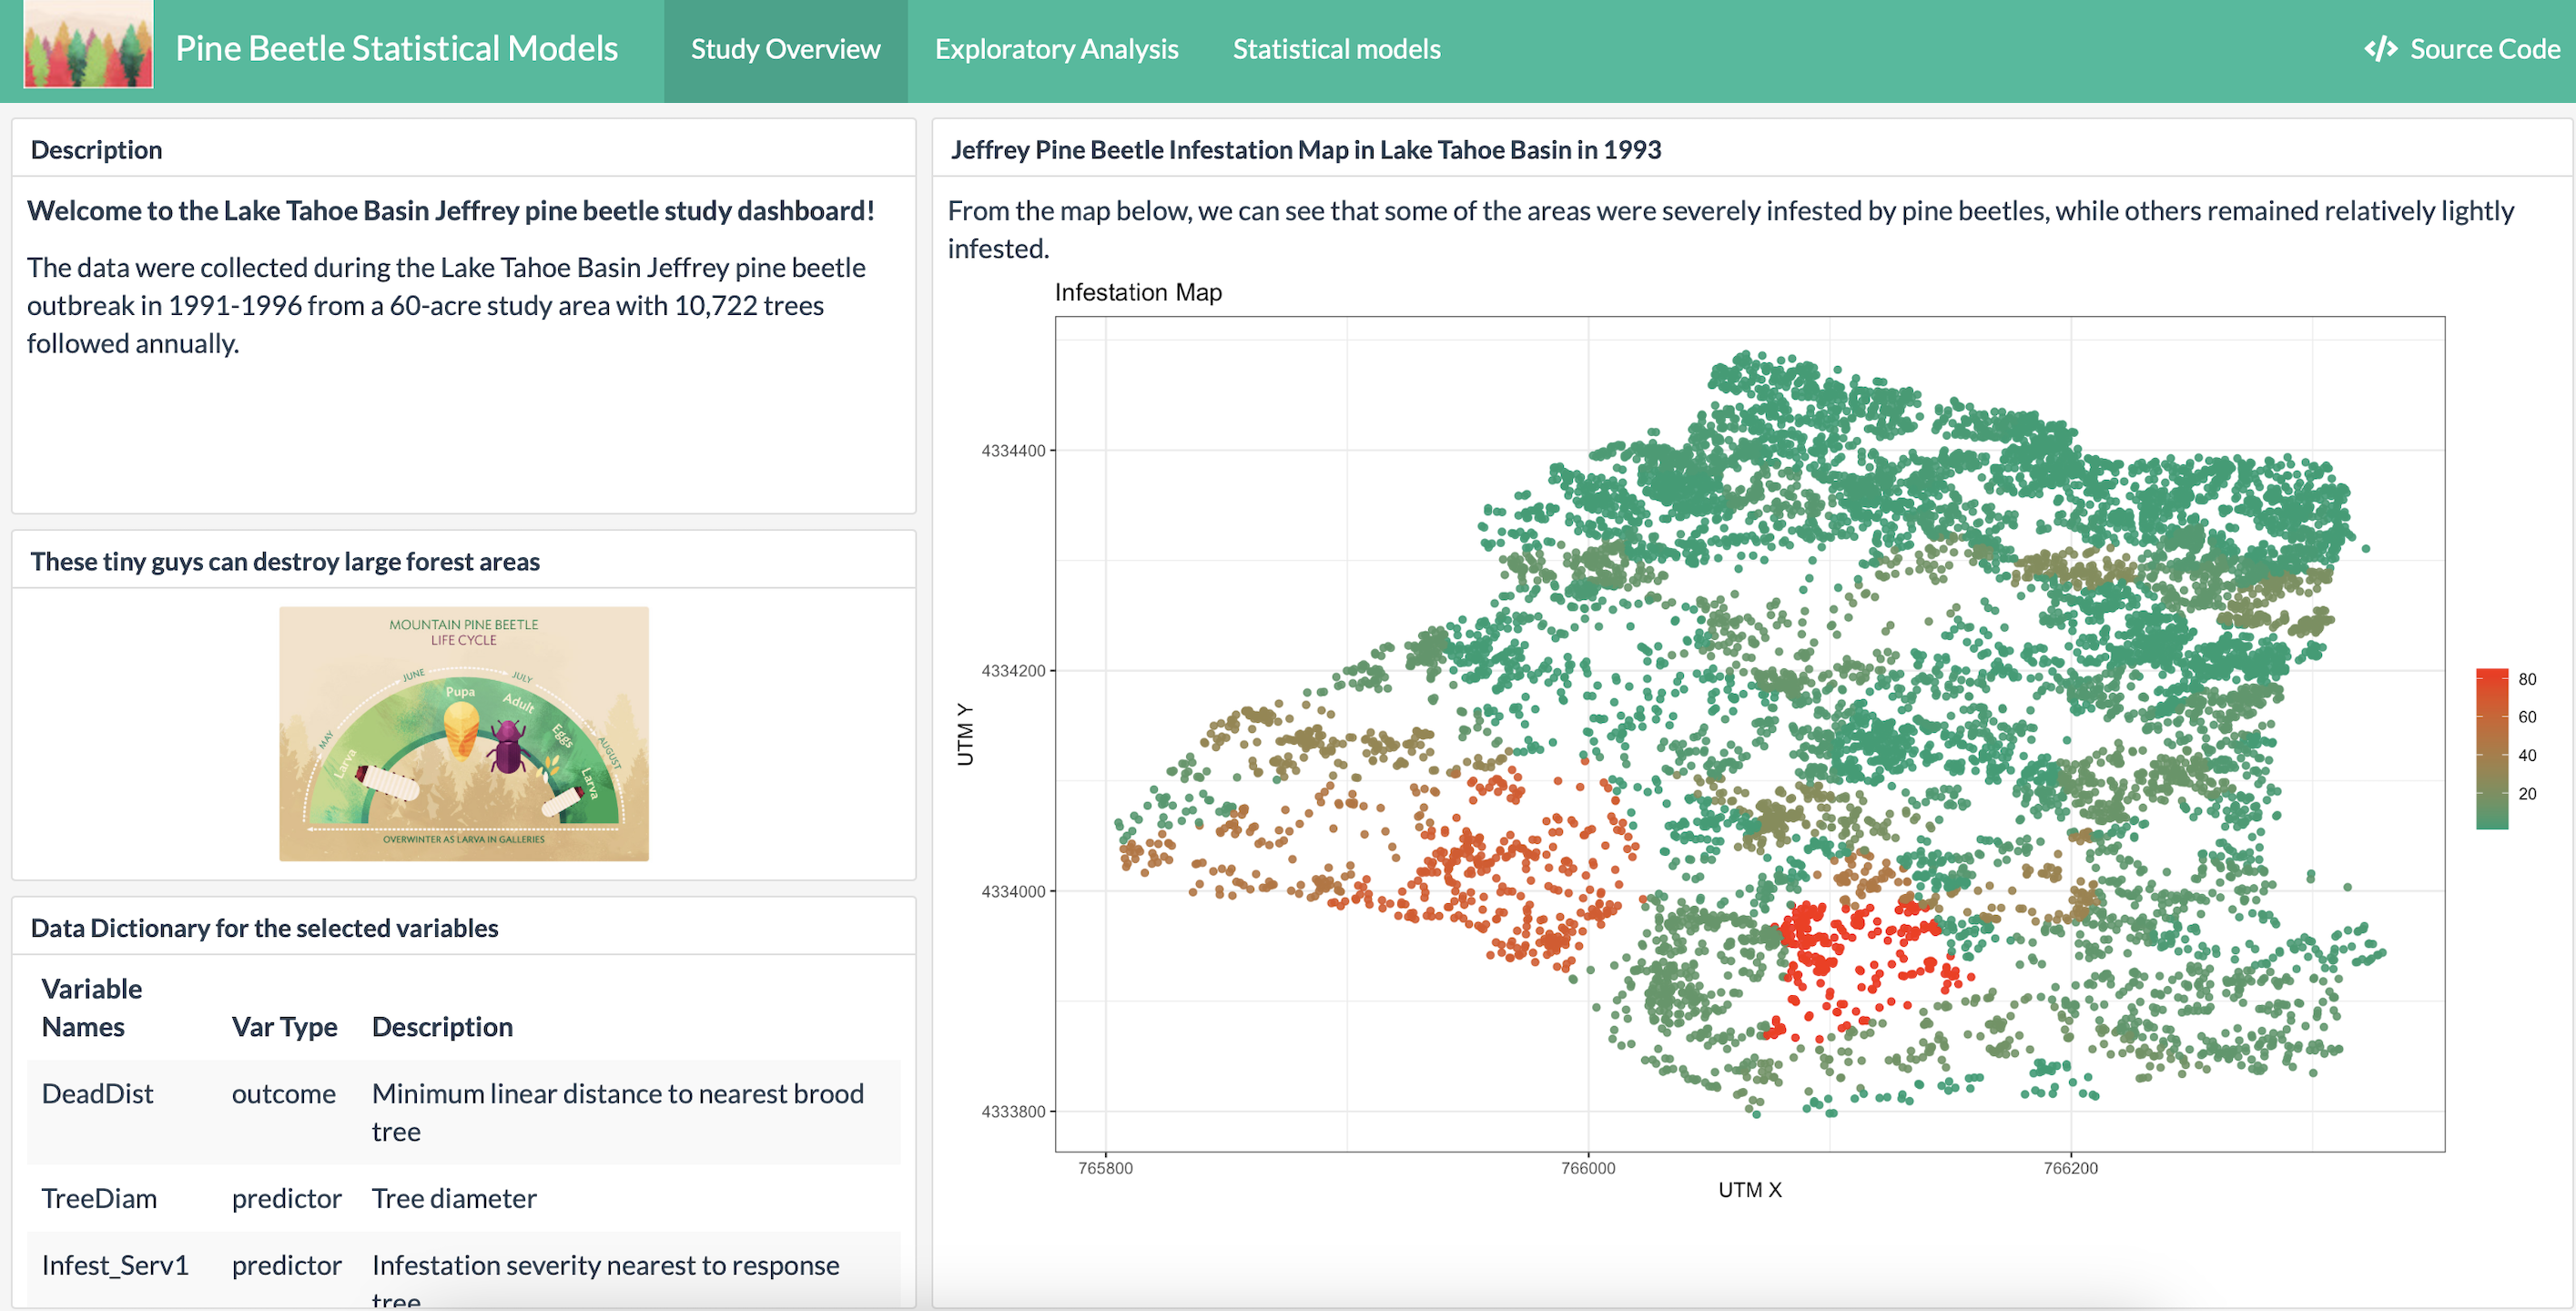 Pine Beetle Statistical Models
Study Overview
Exploratory Analysis
Statistical models
</> Source Code
Description
Welcome to the Lake Tahoe Basin Jeffrey pine beetle study dashboard!
The data were collected during the Lake Tahoe Basin Jeffrey pine beetle
outbreak in 1991-1996 from a 60-acre study area with 10,722 trees
followed annually.
These tiny guys can destroy large forest areas
MOUNTAIN PINE BEETLE
LIFE CYCLE
MAY
JUNE
JULY
AUGUST
Larva
Pupa
Adult
Eggs
Larva
OVERWINTER AS LARVA IN GALLERIES
Data Dictionary for the selected variables
Variable
Names Var Type Description
DeadDist outcome Minimum linear distance to nearest brood
tree
TreeDiam predictor Tree diameter
Infest_Serv1 predictor Infestation severity nearest to response
tree
Jeffrey Pine Beetle Infestation Map in Lake Tahoe Basin in 1993
From the map below, we can see that some of the areas were severely infested by pine beetles, while others remained relatively lightly
infested.
Infestation Map
UTM Y
4334400
4334200
4334000
4333800
765800 766000 766200
UTM X
80
60
40
20